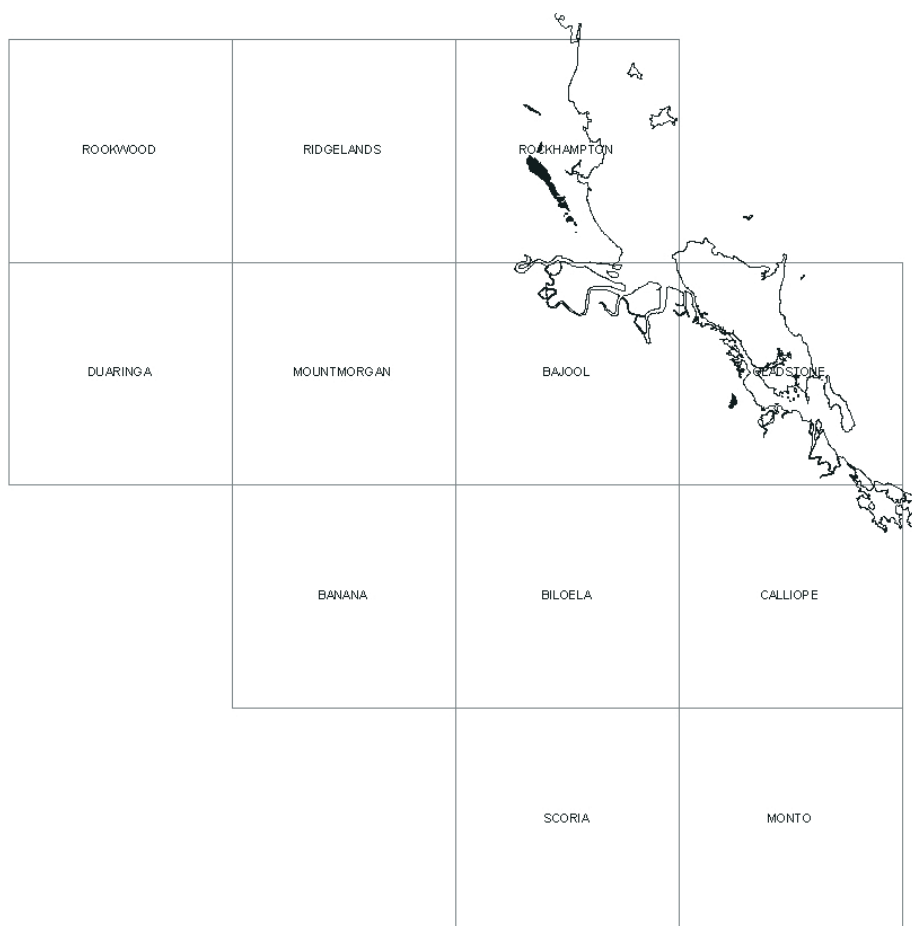 ROOKWOOD
RIDGELANDS
ROCKHAMPTON
DUARINGA
MOUNTMORGAN
BAJOOL
GLADSTONE
BANANA
BILOELA
CALLIOPE
SCORIA
MONTO